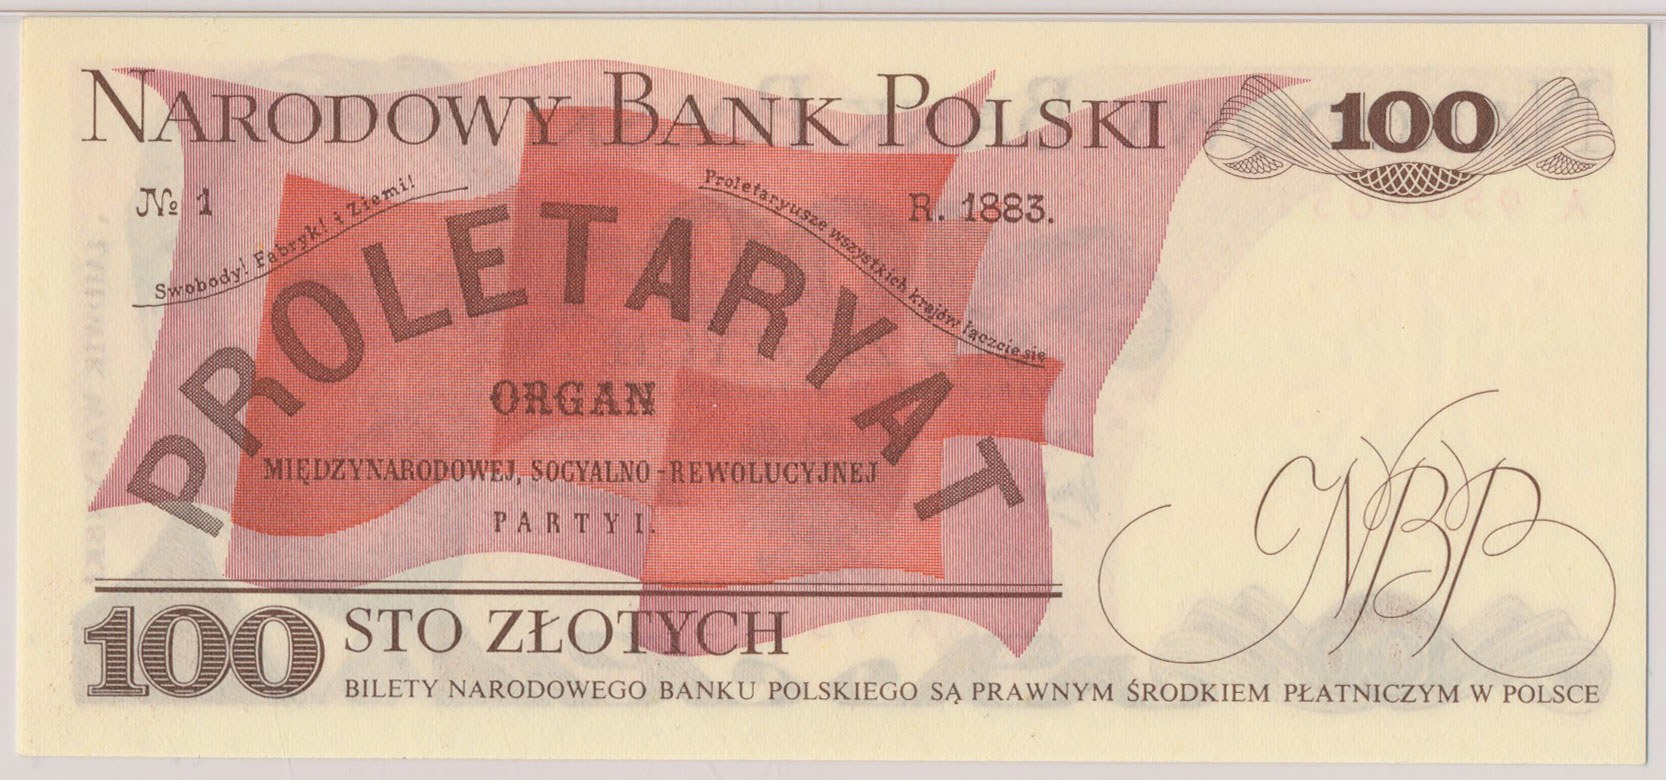 NARODOWY BANK POLSKI
100
№ 1
R. 1883.
Swobody! Fabryk! i Ziemi!
Proletaryusze wszystkich krajów łączcie się
PROLETARYAT
ORGAN
MIĘDZYNARODOWEJ, SOCYALNO-REWOLUCYJNEJ
PARTYI.
NBP
100
STO ZŁOTYCH
BILETY NARODOWEGO BANKU POLSKIEGO SĄ PRAWNYM ŚRODKIEM PŁATNICZYM W POLSCE